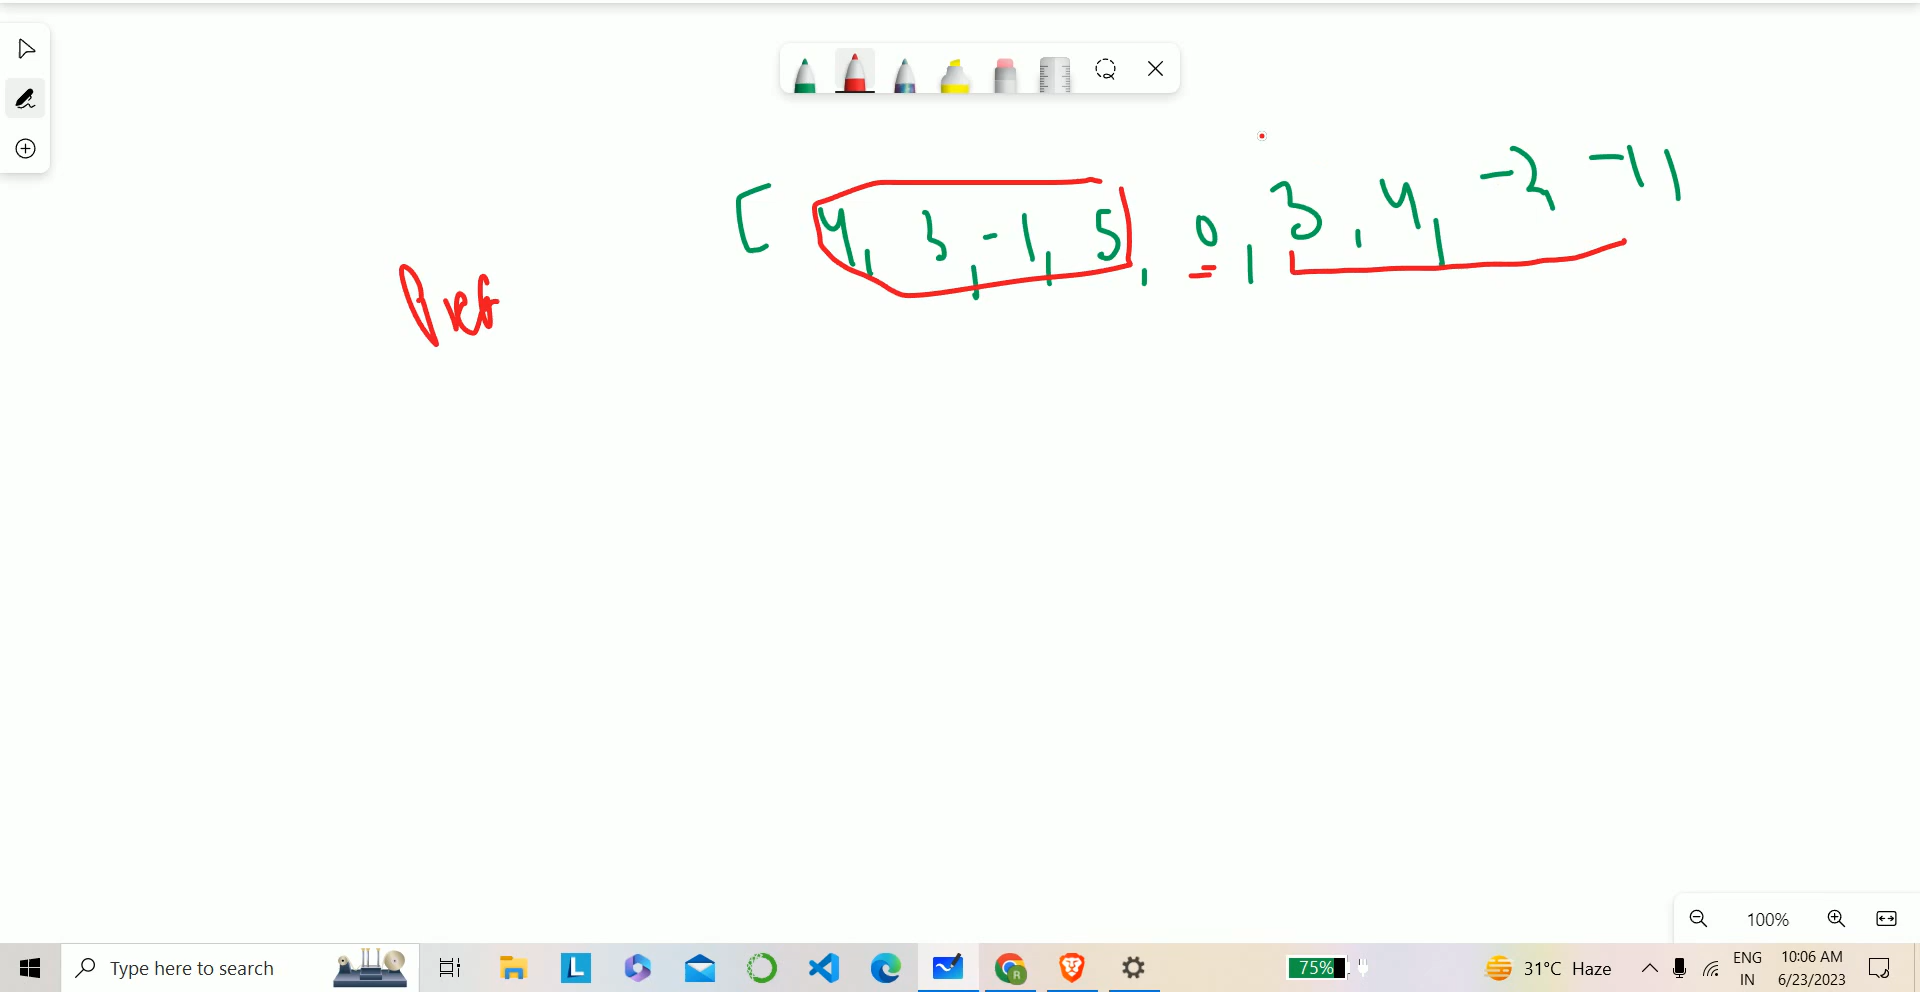 [ 4, 3, -1, 5, 0, 3, 4, -2, -1]
Pref
100%
Type here to search
L
R
75%
31°C Haze
ENG
IN
10:06 AM
6/23/2023